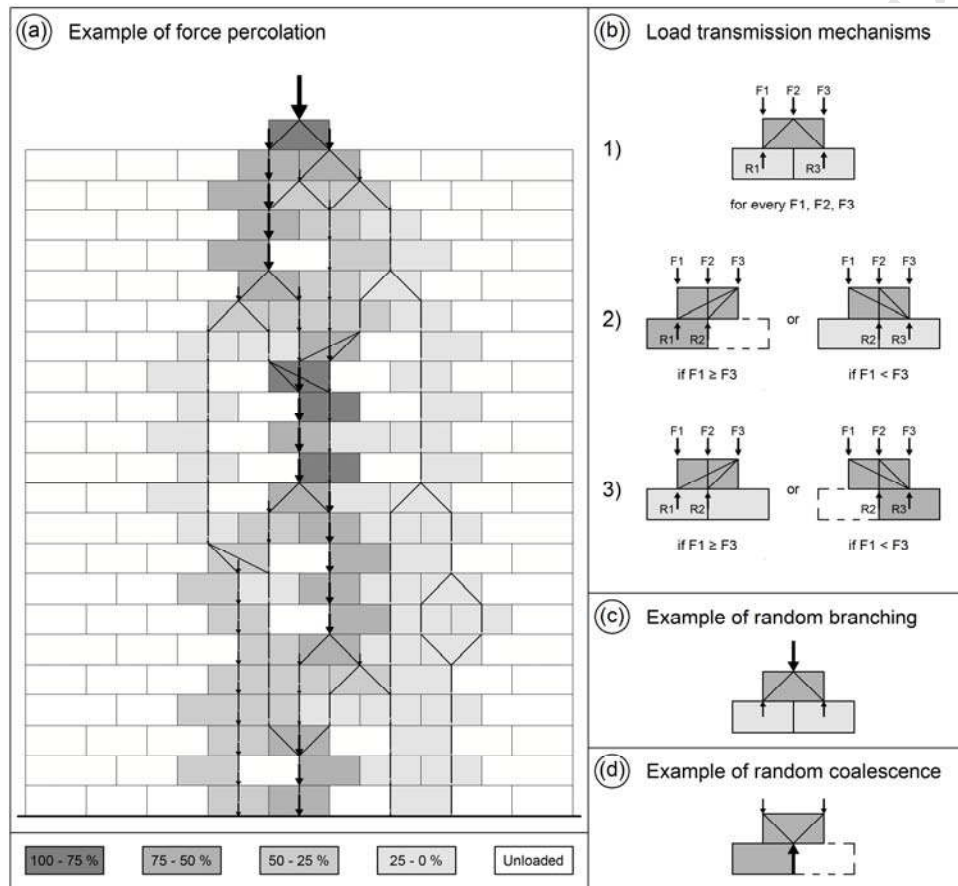 (a) Example of force percolation
100 - 75 %
75 - 50 %
50 - 25 %
25 - 0 %
Unloaded
(b) Load transmission mechanisms
1)
F1 F2 F3
R1 R3
for every F1, F2, F3
2)
F1 F2 F3
R1 R2
if F1 ≥ F3
or
F1 F2 F3
R2 R3
if F1 < F3
3)
F1 F2 F3
R1 R2
if F1 ≥ F3
or
F1 F2 F3
R2 R3
if F1 < F3
(c) Example of random branching
(d) Example of random coalescence